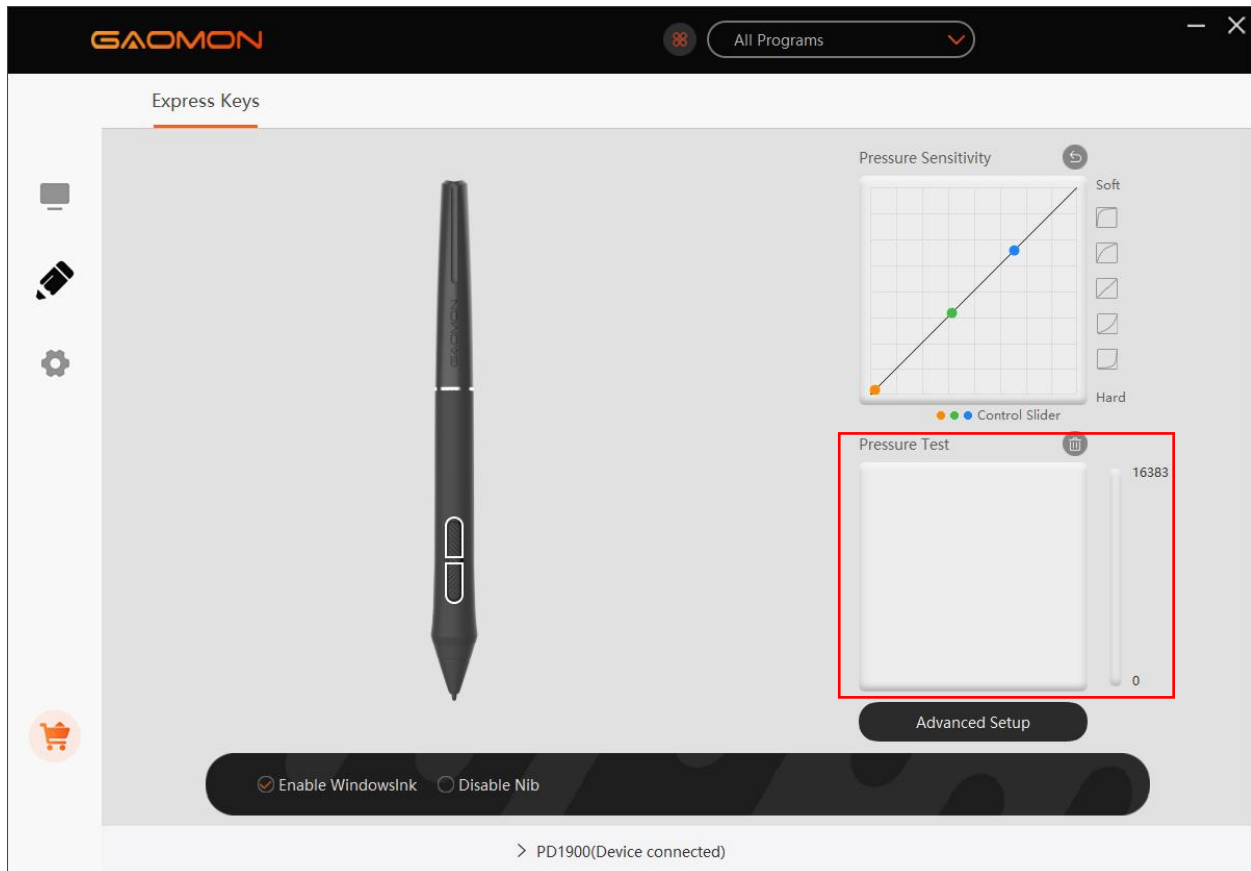 GAOMON
All Programs
Express Keys
Pressure Sensitivity
Soft
Hard
Control Slider
Pressure Test
16383
0
Advanced Setup
GAOMON
Enable WindowsInk Disable Nib
PD1900(Device connected)